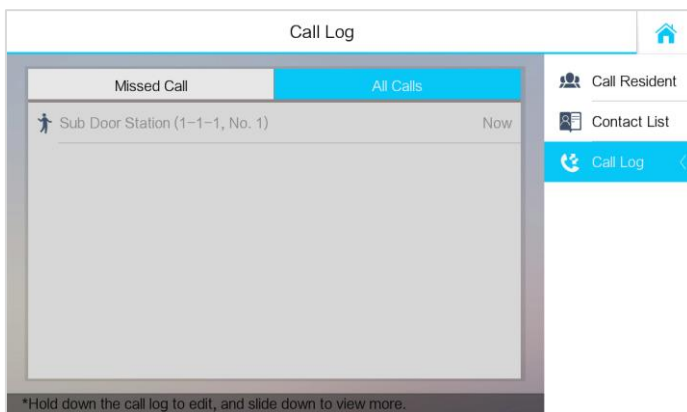 Call Log
Missed Call
All Calls
Sub Door Station (1-1-1, No. 1)
Now
*Hold down the call log to edit, and slide down to view more.
Call Resident
Contact List
Call Log